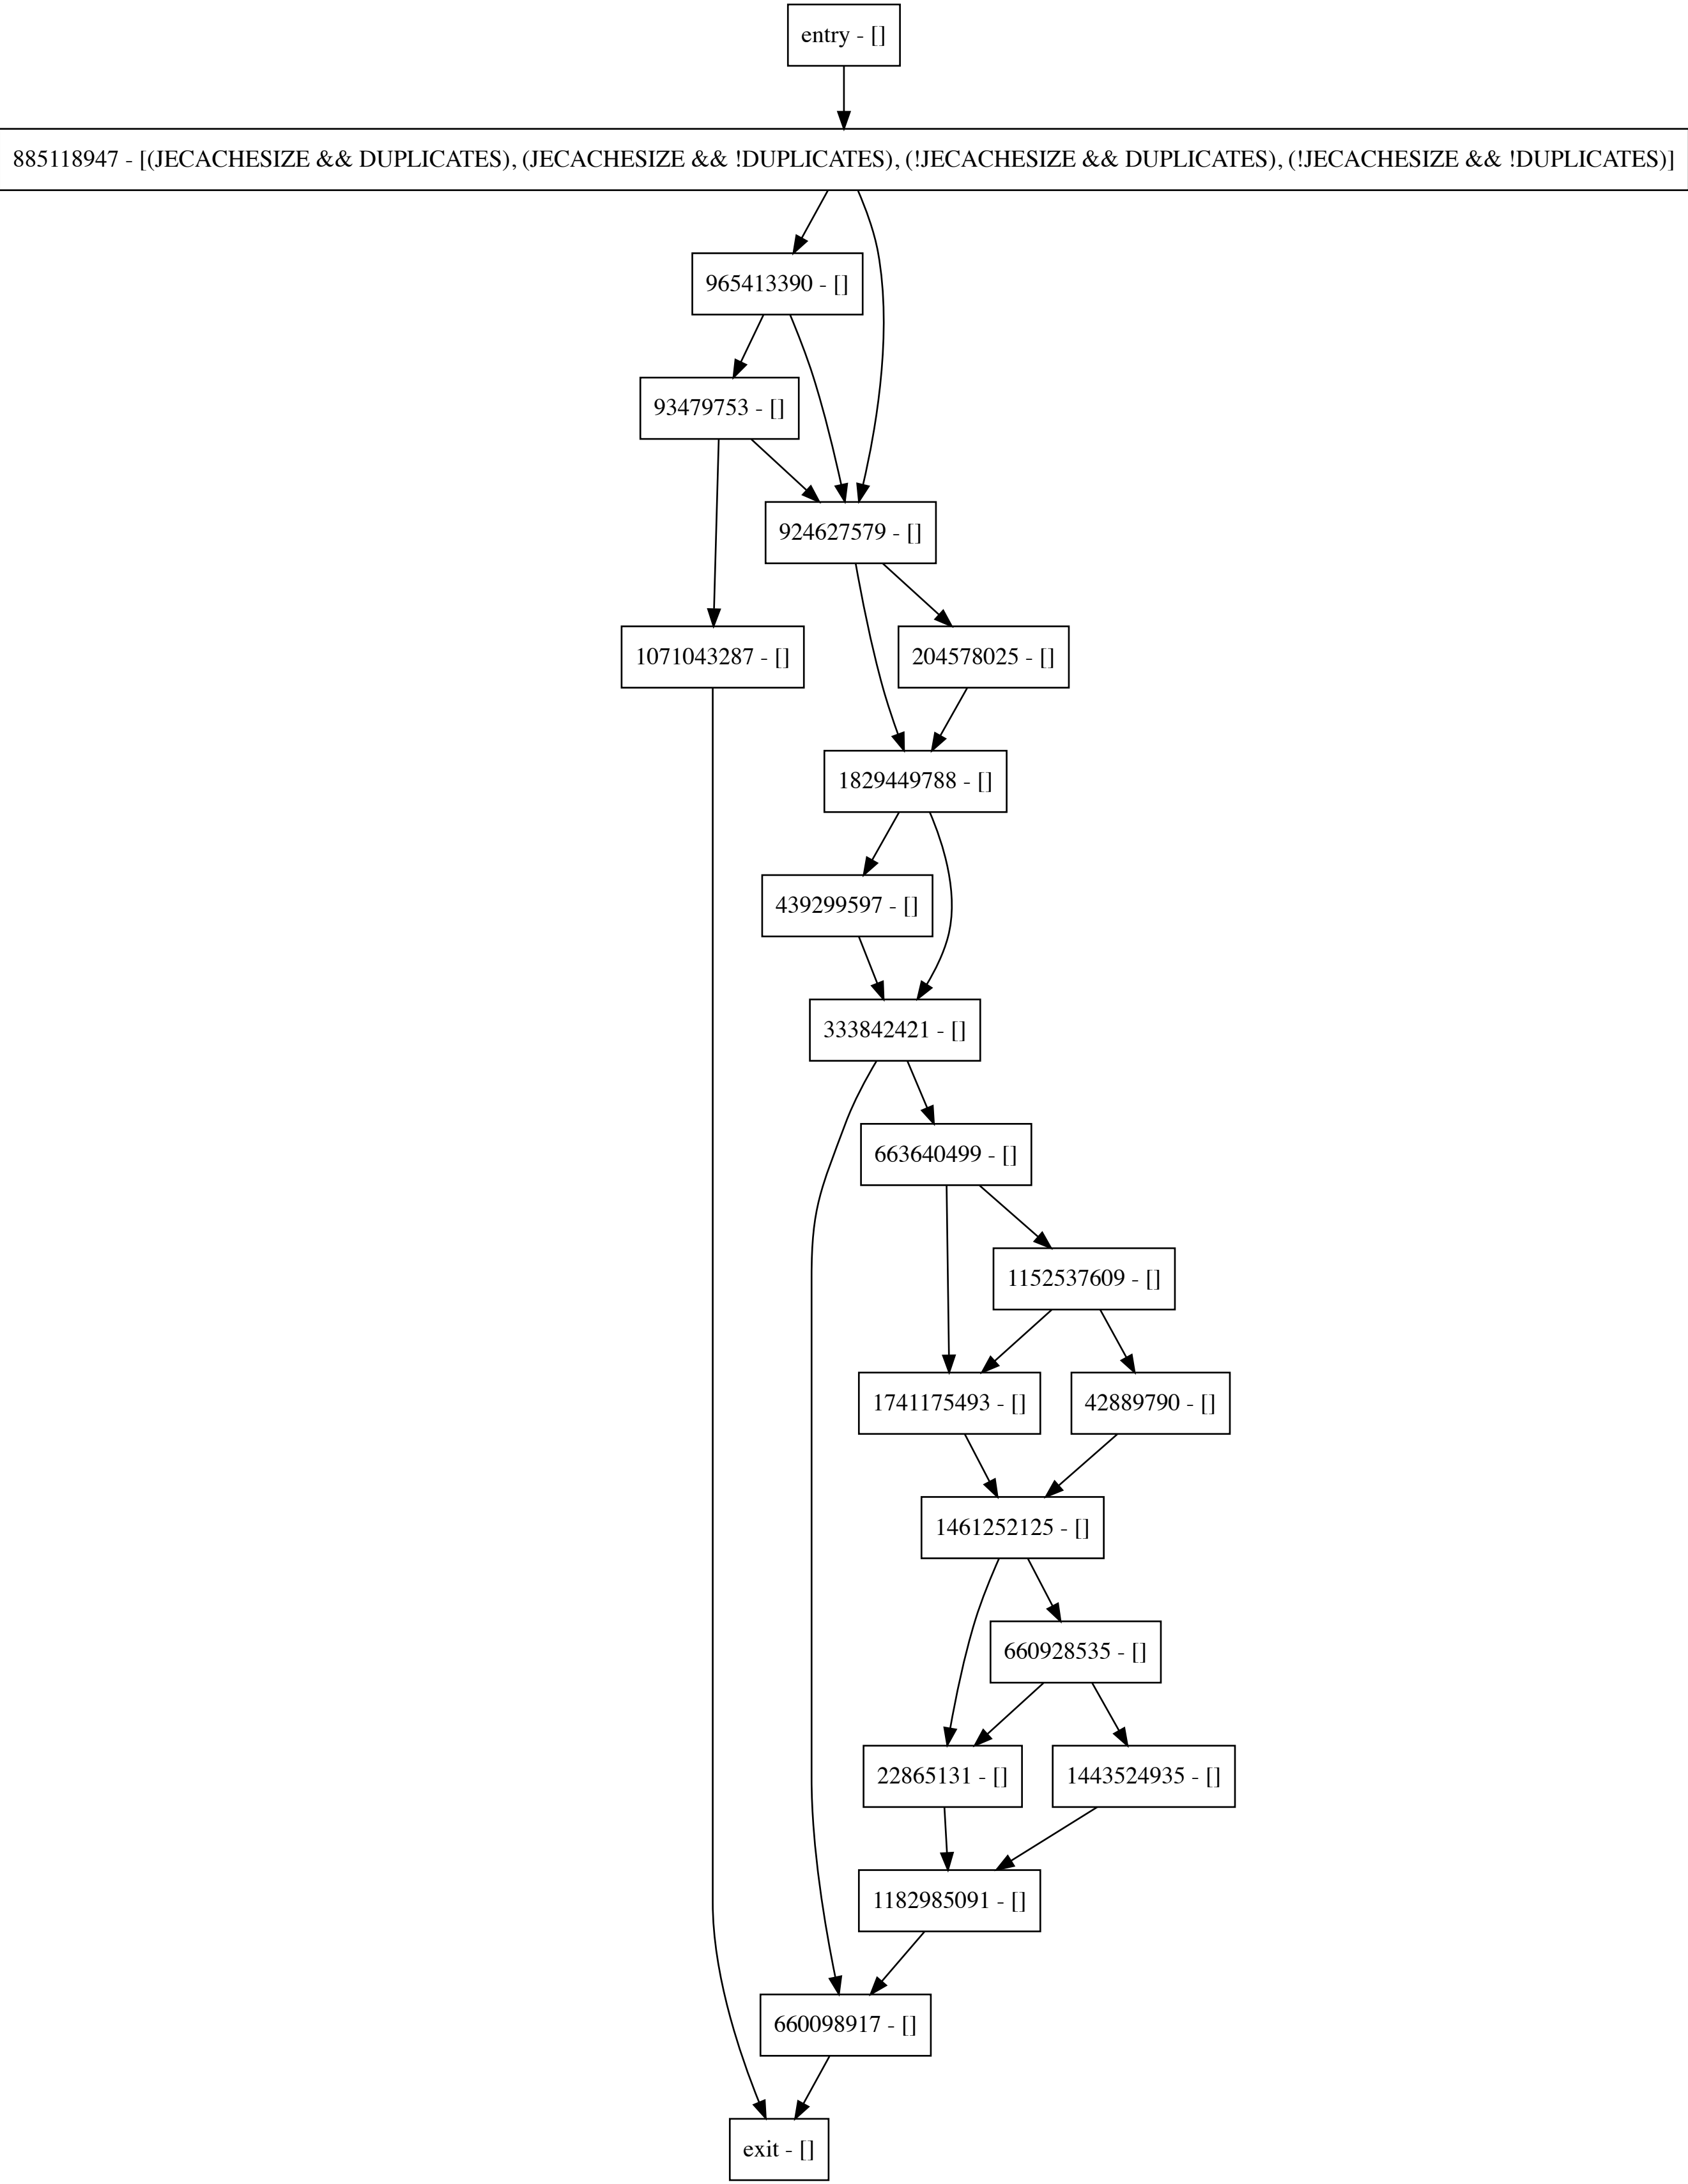 entry - []
885118947 - [(JECACHESIZE && DUPLICATES), (JECACHESIZE && !DUPLICATES), (!JECACHESIZE && DUPLICATES), (!JECACHESIZE && !DUPLICATES)]
965413390 - []
93479753 - []
924627579 - []
1071043287 - []
204578025 - []
1829449788 - []
439299597 - []
333842421 - []
663640499 - []
1152537609 - []
1741175493 - []
42889790 - []
1461252125 - []
660928535 - []
22865131 - []
1443524935 - []
1182985091 - []
660098917 - []
exit - []